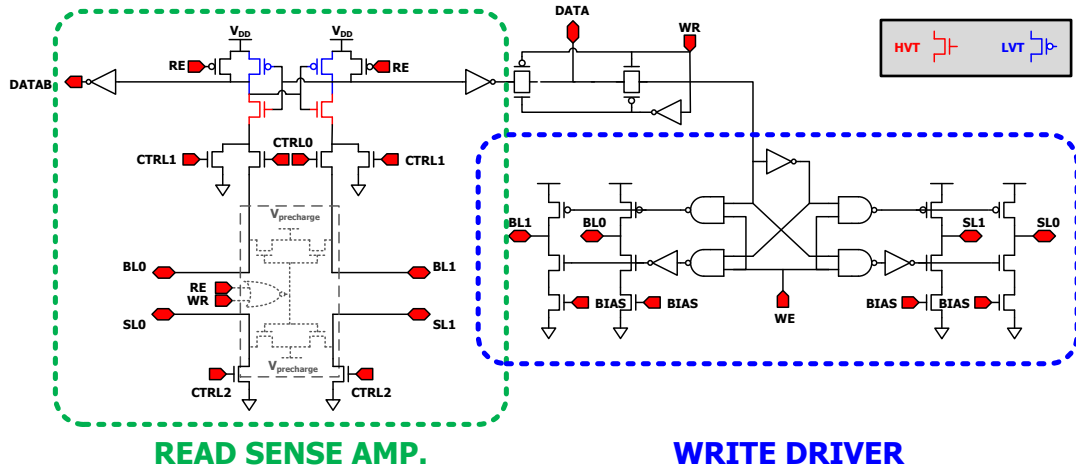 DATA
WR
VDD
VDD
HVT
LVT
RE
RE
DATAB
CTRL1
CTRL0
CTRL1
Vprecharge
BL1
BL0
SL1
SL0
BL0
BL1
RE
WR
SL0
SL1
BIAS
BIAS
WE
BIAS
BIAS
Vprecharge
CTRL2
CTRL2
READ SENSE AMP.
WRITE DRIVER